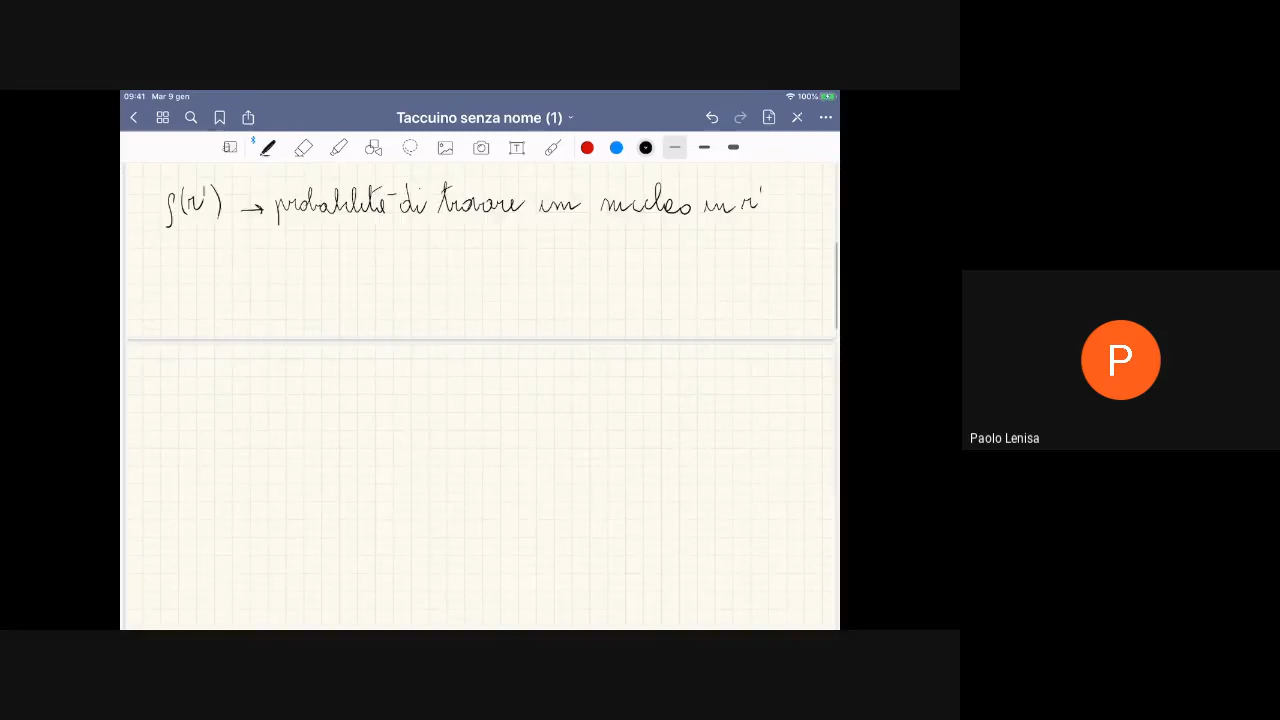 09:41 Mar 9 gen
100%
Taccuino senza nome (1)
ρ(r') → probabilità di trovare un nucleo in r'
P
Paolo Lenisa